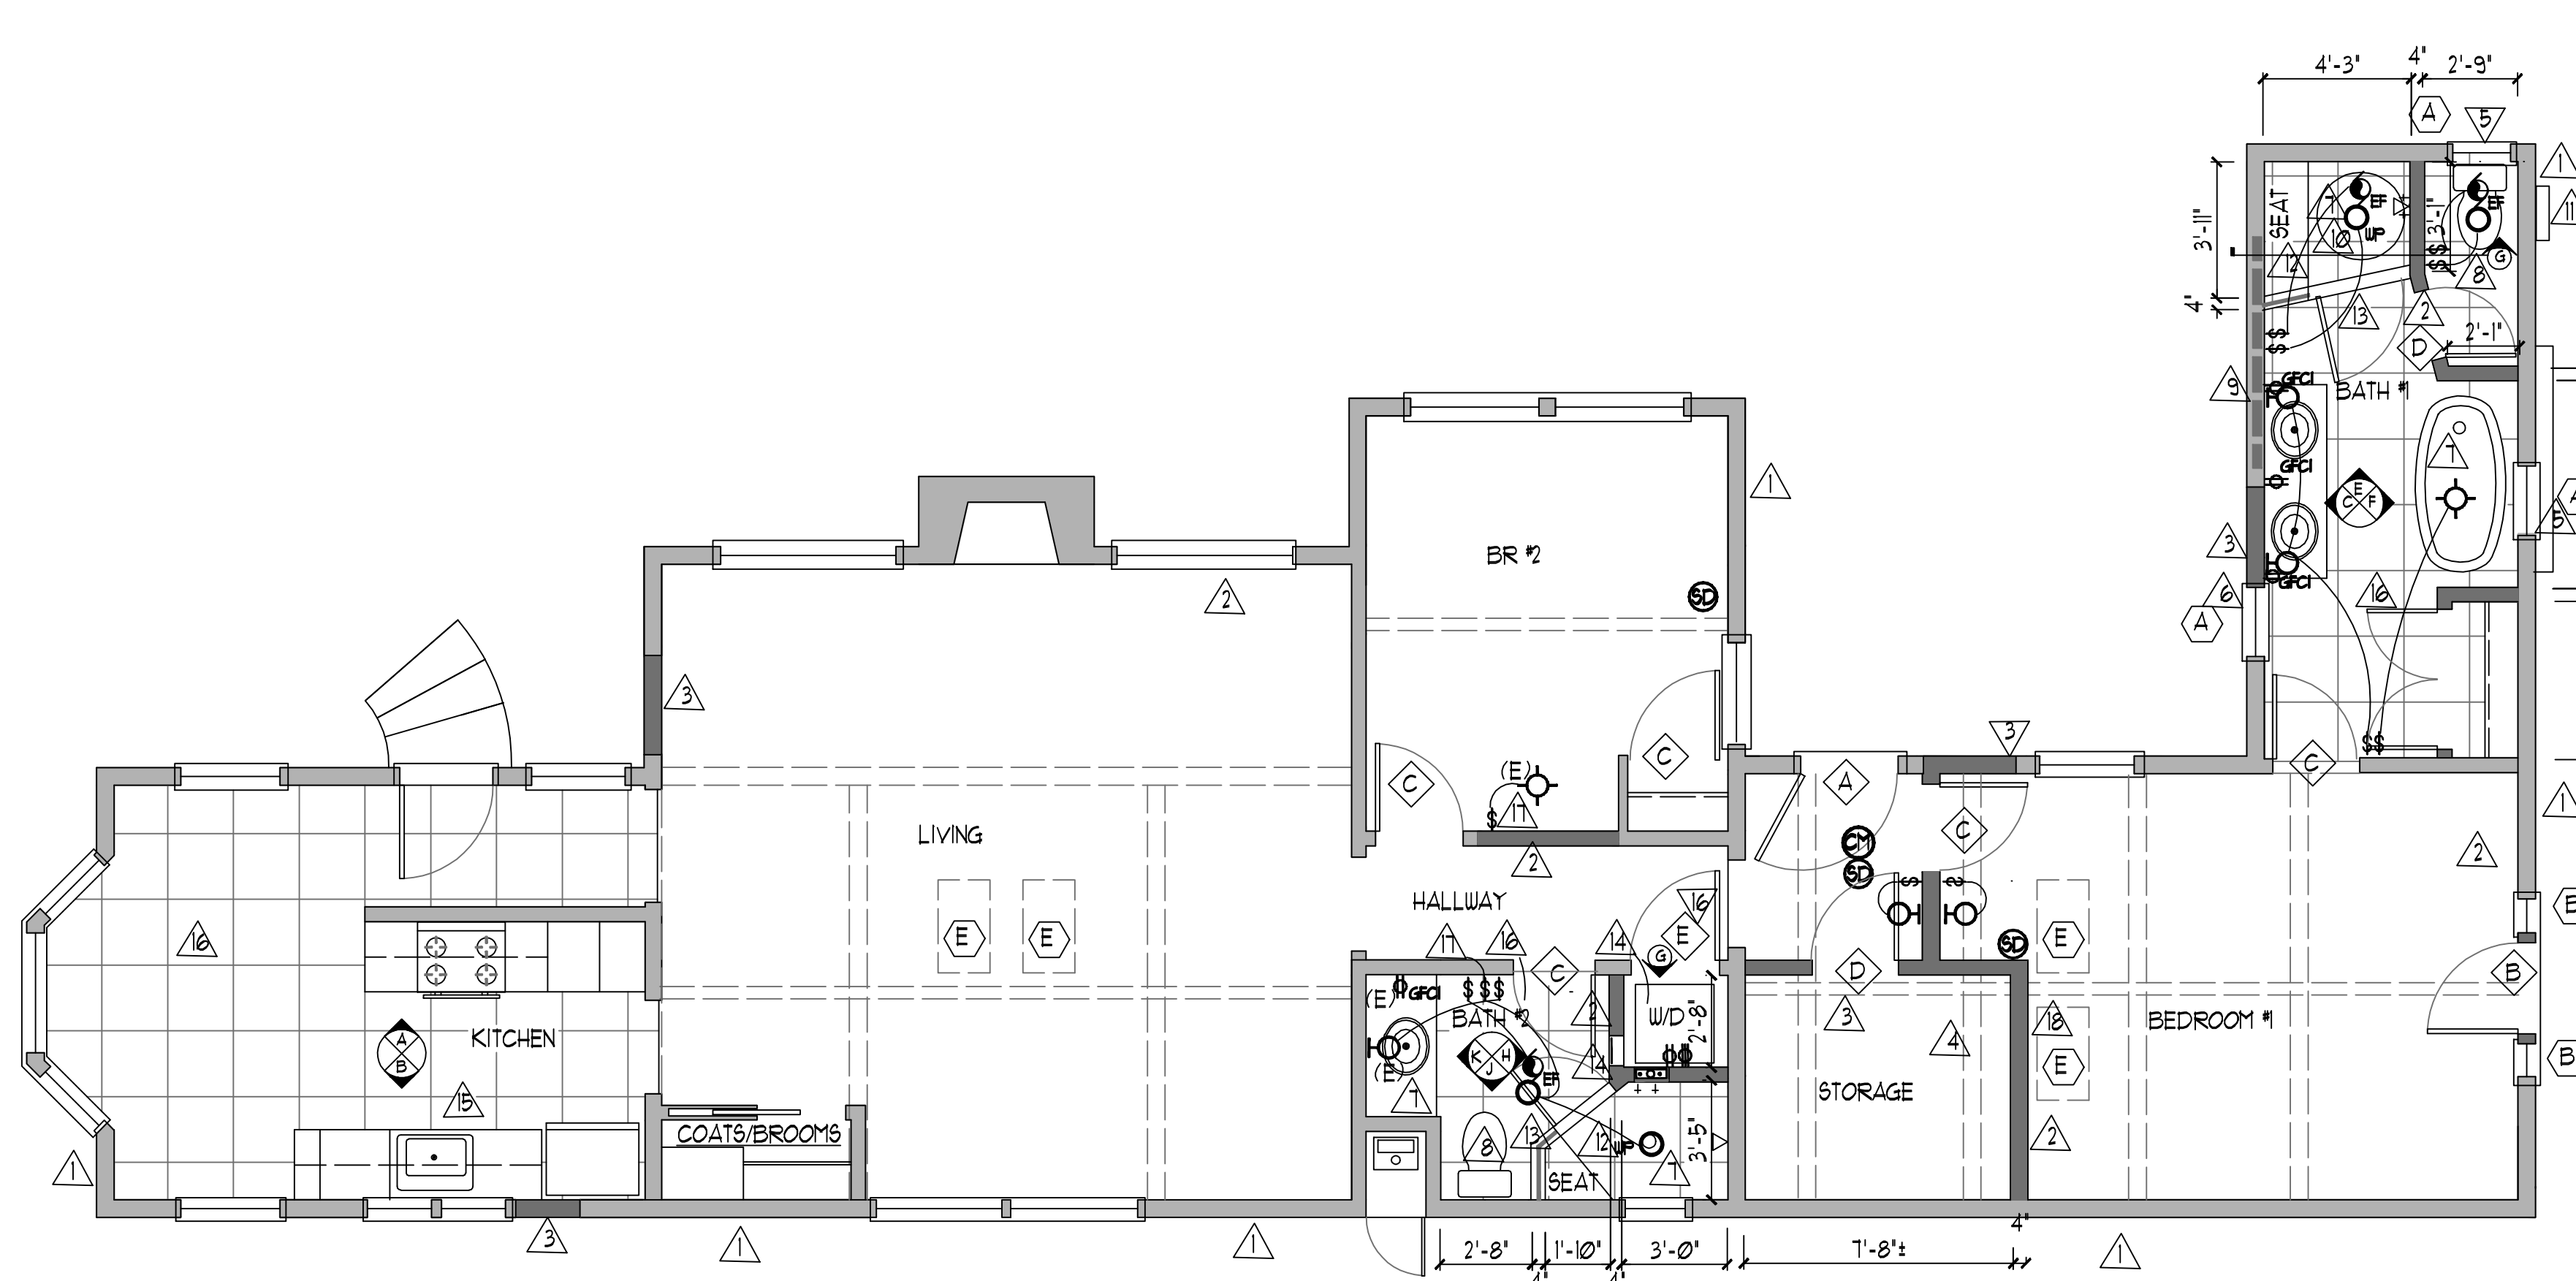 4'-3"
4"
2'-9"
A
5
1
SEAT
7
EF
3'-1"
EF
11
3'-11"
10
WP
12
$$
G
8
4"
13
2
2'-1"
D
$$
9
GFCI
BATH #1
7
GFCI
E
C F
A
5
3
GFCI
6
16
A
1
BR #2
2
SD
3
$$
3
C
C
C
A
(E)
17
$
1
LIVING
2
CM
C
2
SD
$
$
HALLWAY
16
E
E
E
E
B
16
17
16
14
E
G
SD
C
D
B
(E)
GFCI
$$$
BATH #2
2
W/D
2'-8"
3
4
18
BEDROOM #1
KITCHEN
A
B
K H
J
14
E
B
(E)
EF
7
STORAGE
15
COATS/BROOMS
8
13
12
WP
7
3'-5"
2
1
SEAT
3
1
1
2'-8"
1'-10"
3'-0"
7'-8"±
4"
1
4"
4"